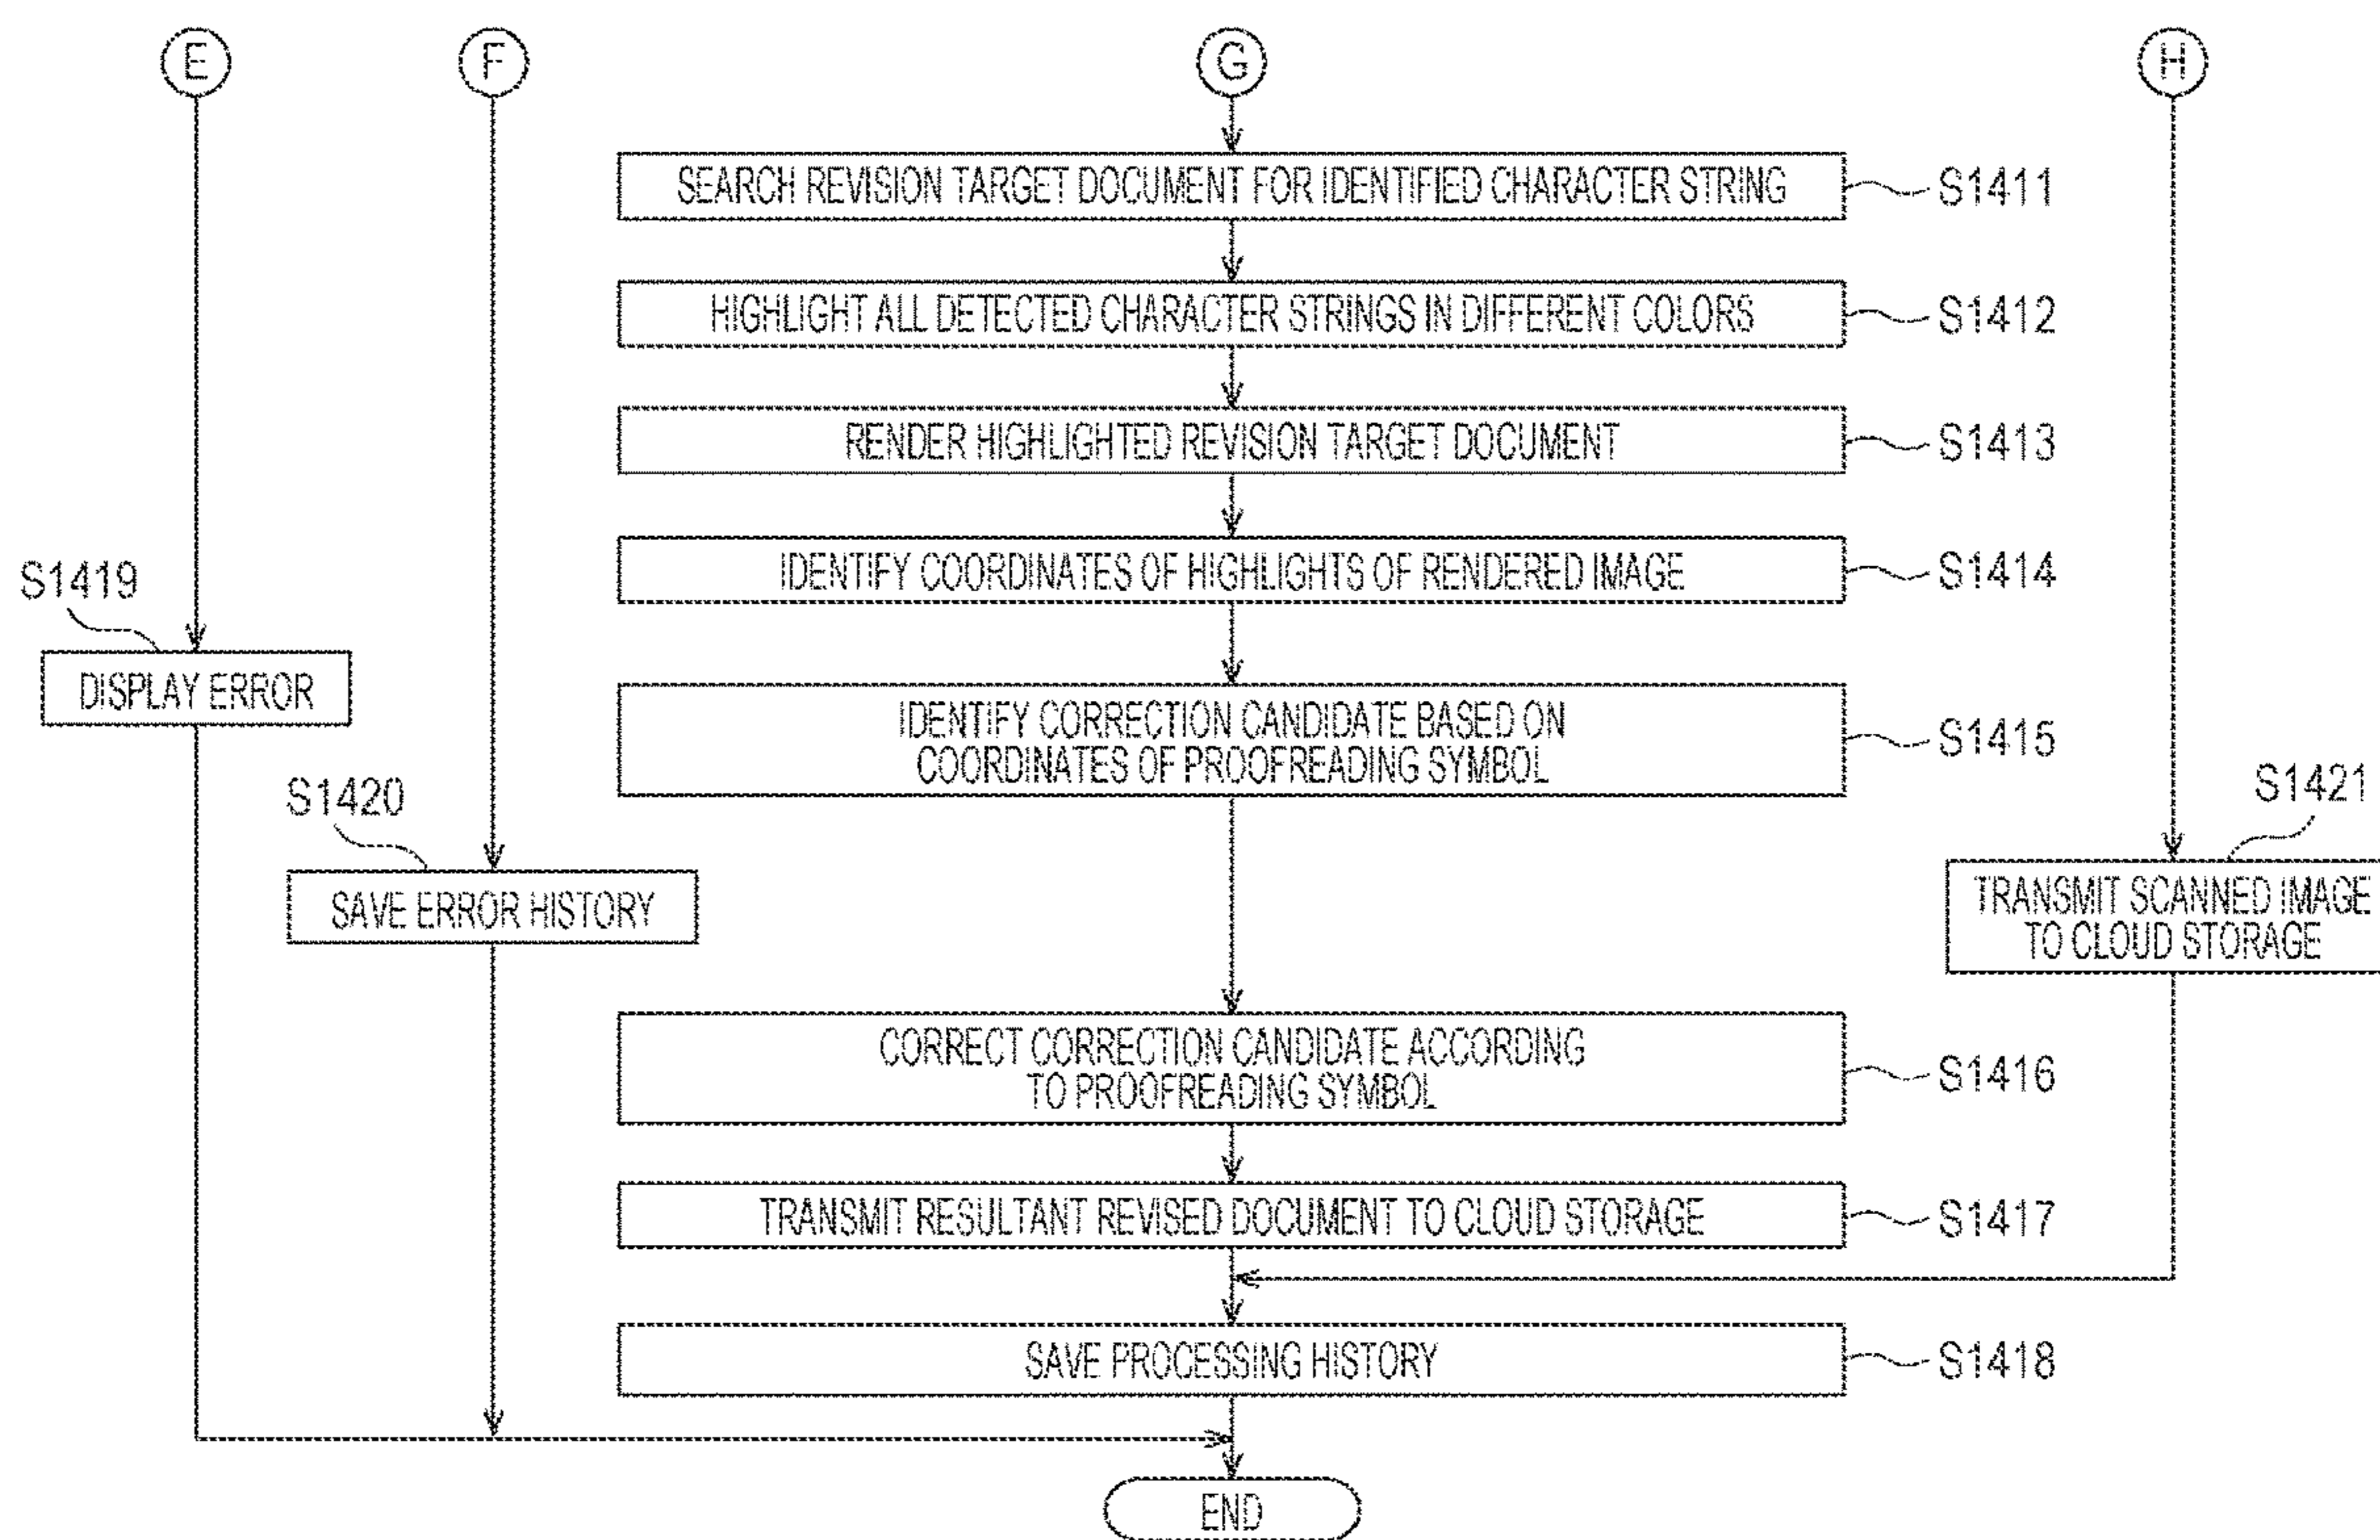 E
F
G
H
SEARCH REVISION TARGET DOCUMENT FOR IDENTIFIED CHARACTER STRING
S1411
HIGHLIGHT ALL DETECTED CHARACTER STRINGS IN DIFFERENT COLORS
S1412
RENDER HIGHLIGHTED REVISION TARGET DOCUMENT
S1413
IDENTIFY COORDINATES OF HIGHLIGHTS OF RENDERED IMAGE
S1414
S1419
DISPLAY ERROR
IDENTIFY CORRECTION CANDIDATE BASED ON
COORDINATES OF PROOFREADING SYMBOL
S1415
S1420
SAVE ERROR HISTORY
S1421
TRANSMIT SCANNED IMAGE
TO CLOUD STORAGE
CORRECT CORRECTION CANDIDATE ACCORDING
TO PROOFREADING SYMBOL
S1416
TRANSMIT RESULTANT REVISED DOCUMENT TO CLOUD STORAGE
S1417
SAVE PROCESSING HISTORY
S1418
END